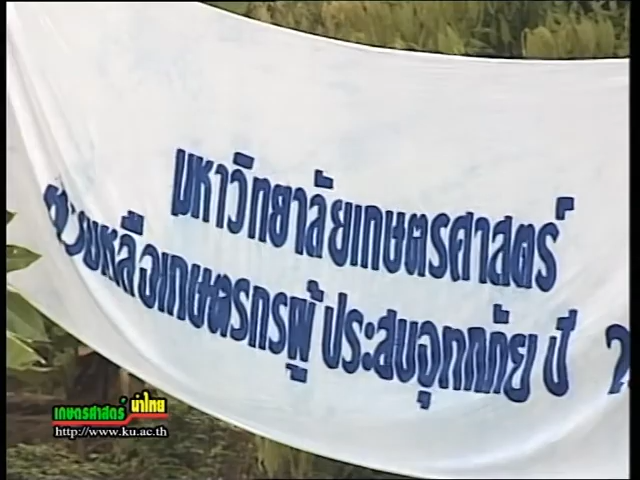 มหาวิทยาลัยเกษตรศาสตร์
ช่วยเหลือเกษตรกรผู้ประสบอุทกภัย ปี
เกษตรศาสตร์ นำไทย
http://www.ku.ac.th